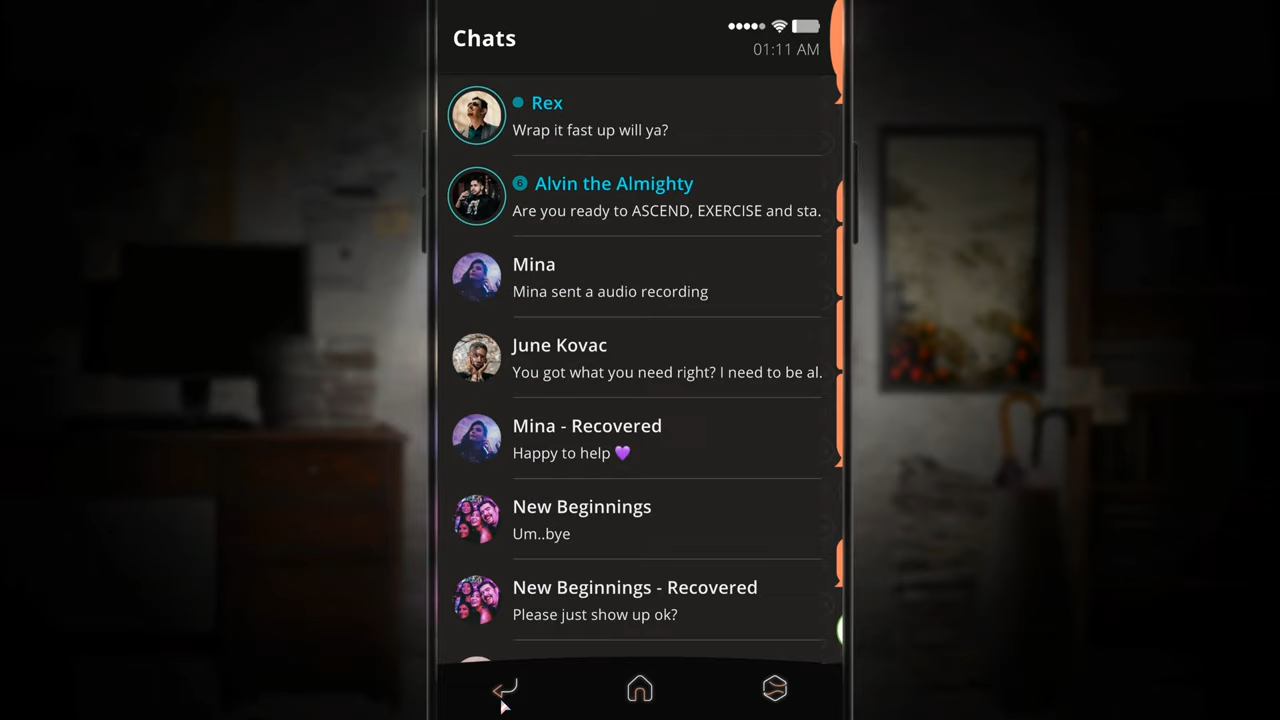 Chats
01:11 AM
Rex
Wrap it fast up will ya?
6 Alvin the Almighty
Are you ready to ASCEND, EXERCISE and sta.
Mina
Mina sent a audio recording
June Kovac
You got what you need right? I need to be al.
Mina - Recovered
Happy to help 💜
New Beginnings
Um..bye
New Beginnings - Recovered
Please just show up ok?